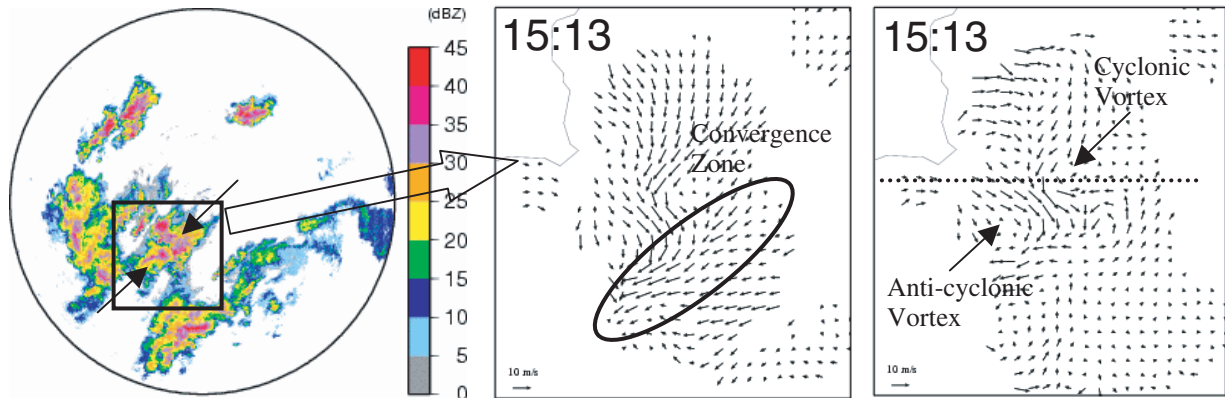 (dBZ)
45
40
35
30
25
20
15
10
5
0
15:13
Convergence
Zone
10 m/s
15:13
Cyclonic
Vortex
Anti-cyclonic
Vortex
10 m/s